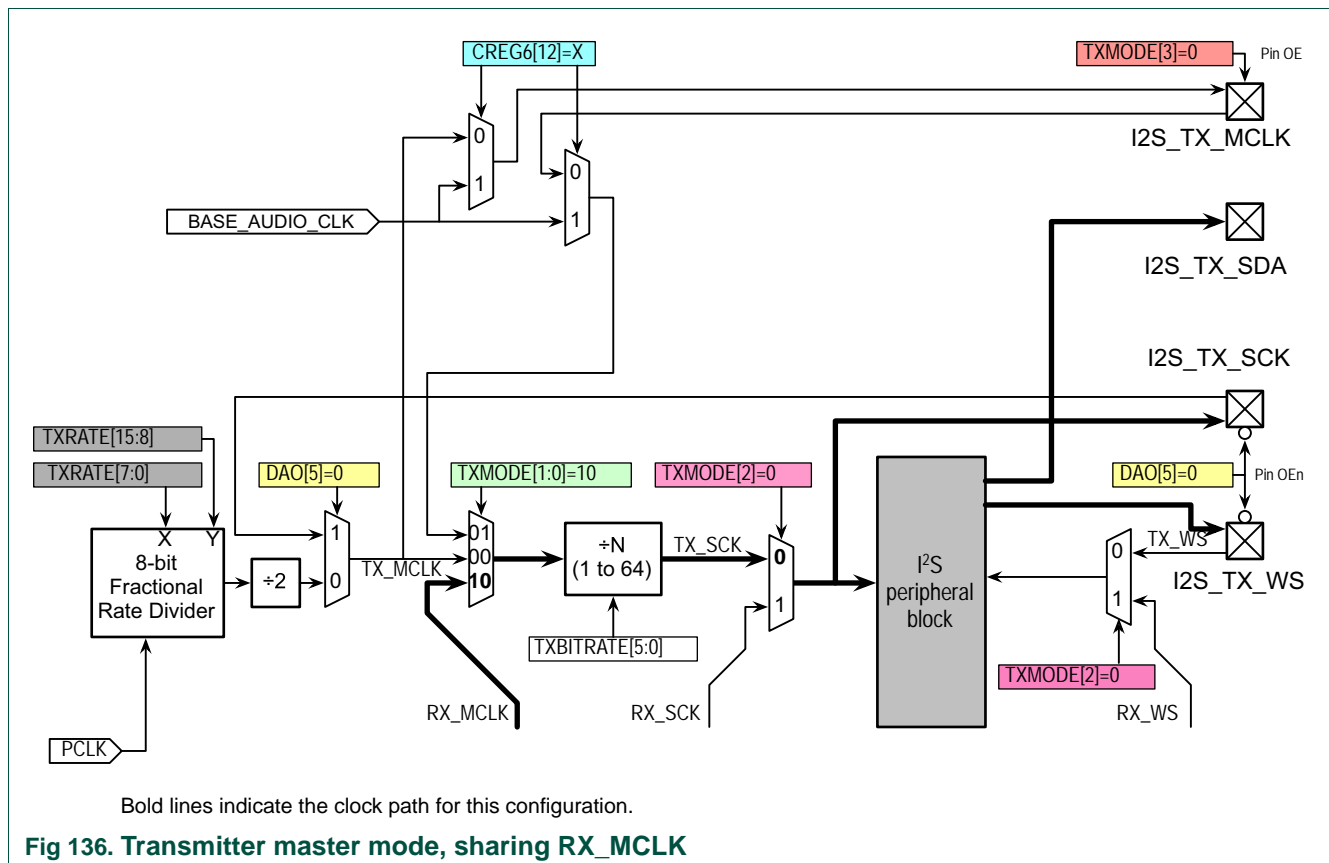 CREG6[12]=X
TXMODE[3]=0
Pin OE
0
1
0
1
I2S_TX_MCLK
BASE_AUDIO_CLK
I2S_TX_SDA
I2S_TX_SCK
TXRATE[15:8]
TXRATE[7:0]
DAO[5]=0
TXMODE[1:0]=10
TXMODE[2]=0
DAO[5]=0
Pin OEn
X
Y
8-bit
Fractional
Rate Divider
÷2
1
0
TX_MCLK
01
00
10
÷N
(1 to 64)
TX_SCK
0
1
I²S
peripheral
block
0
1
TX_WS
I2S_TX_WS
TXBITRATE[5:0]
TXMODE[2]=0
RX_MCLK
RX_SCK
RX_WS
PCLK
Bold lines indicate the clock path for this configuration.
Fig 136. Transmitter master mode, sharing RX_MCLK